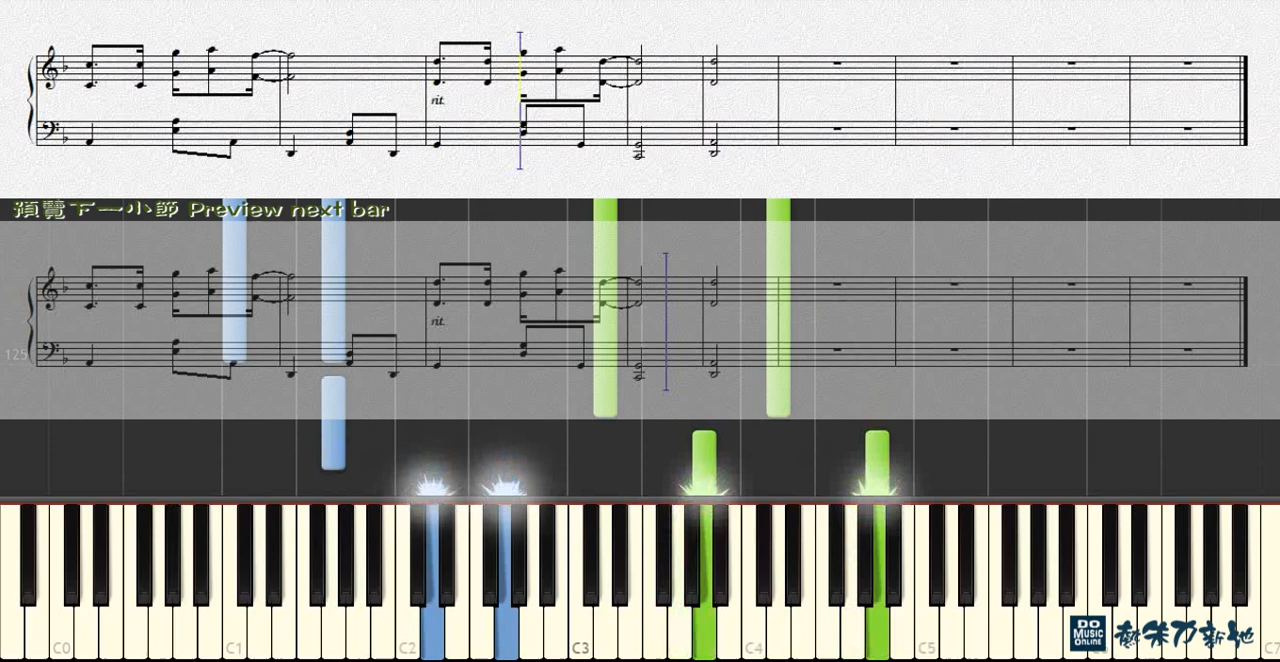 rit.
預覽下一小節 Preview next bar
rit.
125
C0
C1
C2
C3
C4
C5
C7
DO
MUSIC
ONLINE